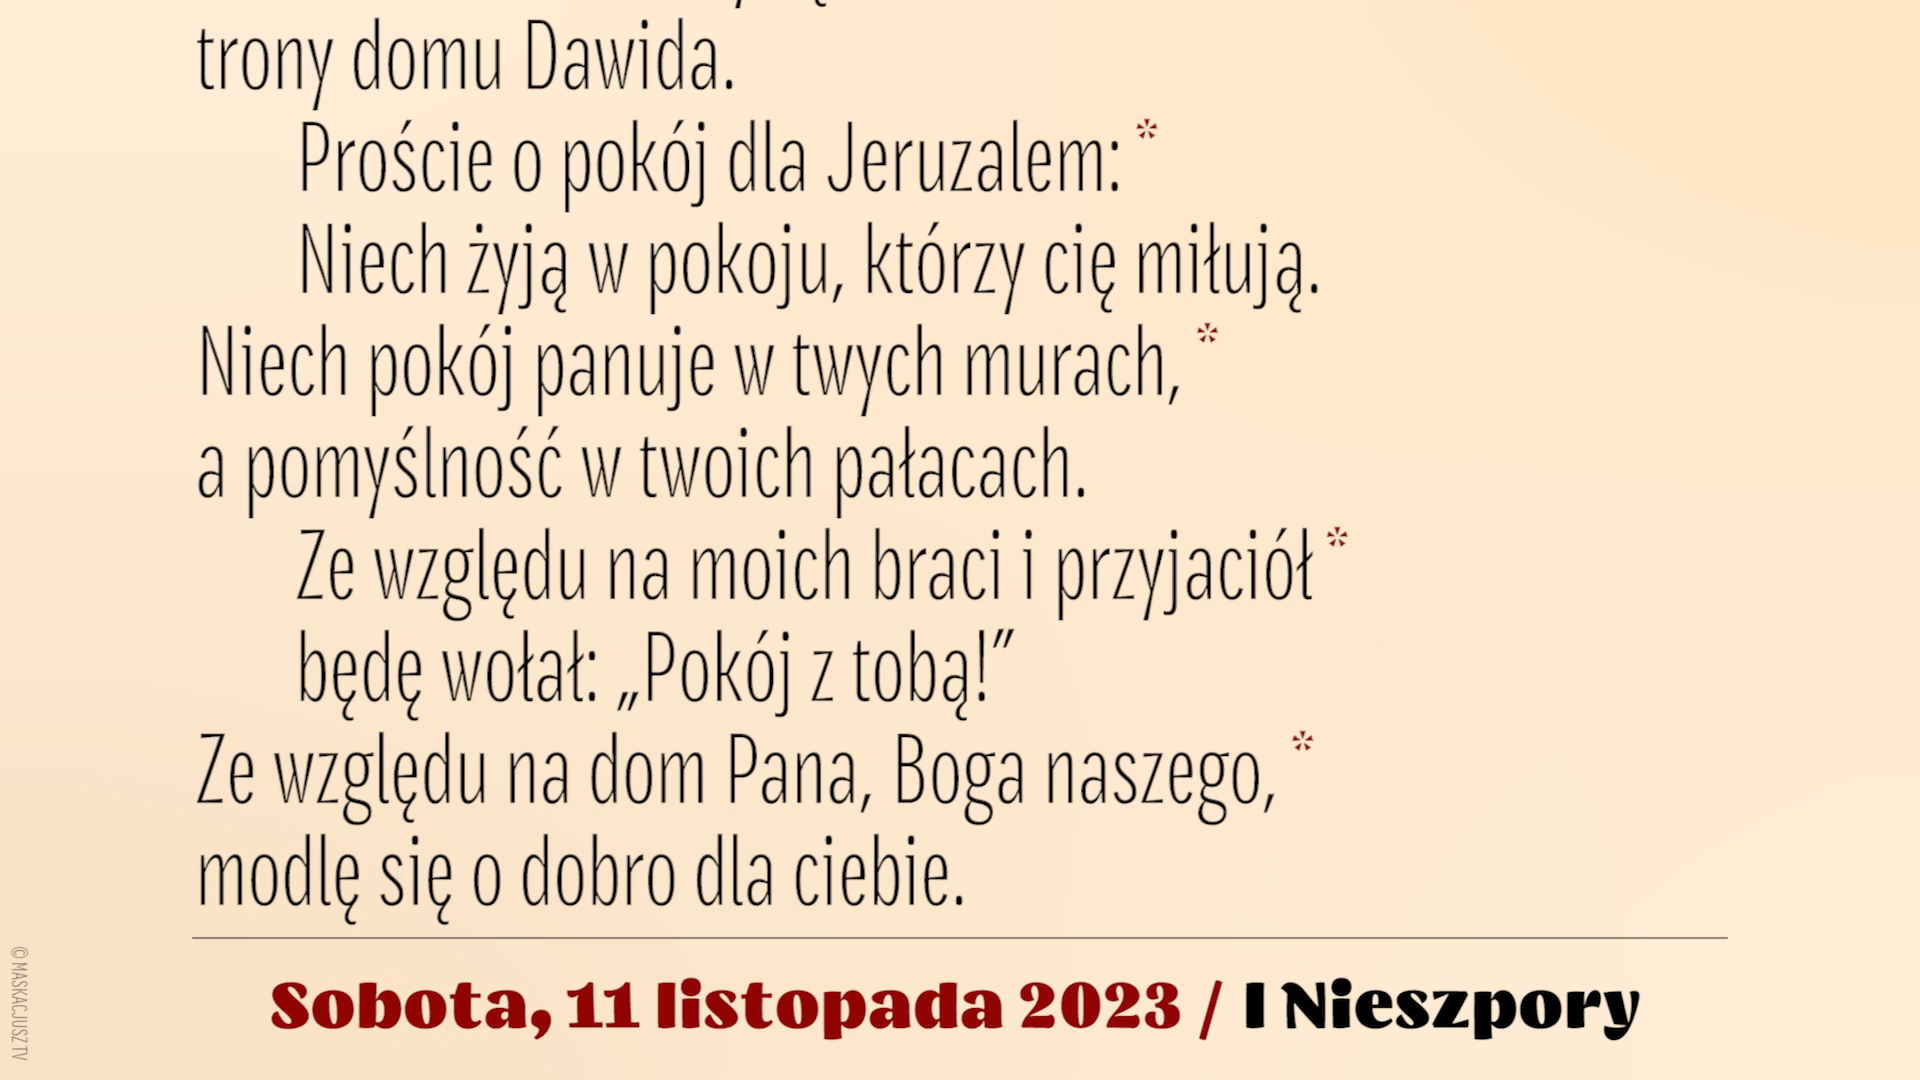 trony domu Dawida.
Proście o pokój dla Jeruzalem: *
Niech żyją w pokoju, którzy cię miłują.
Niech pokój panuje w twych murach, *
a pomyślność w twoich pałacach.
Ze względu na moich braci i przyjaciół *
będę wołał: „Pokój z tobą!”
Ze względu na dom Pana, Boga naszego, *
modlę się o dobro dla ciebie.
Sobota, 11 listopada 2023 / I Nieszpory
© MASKACJUSZ TV